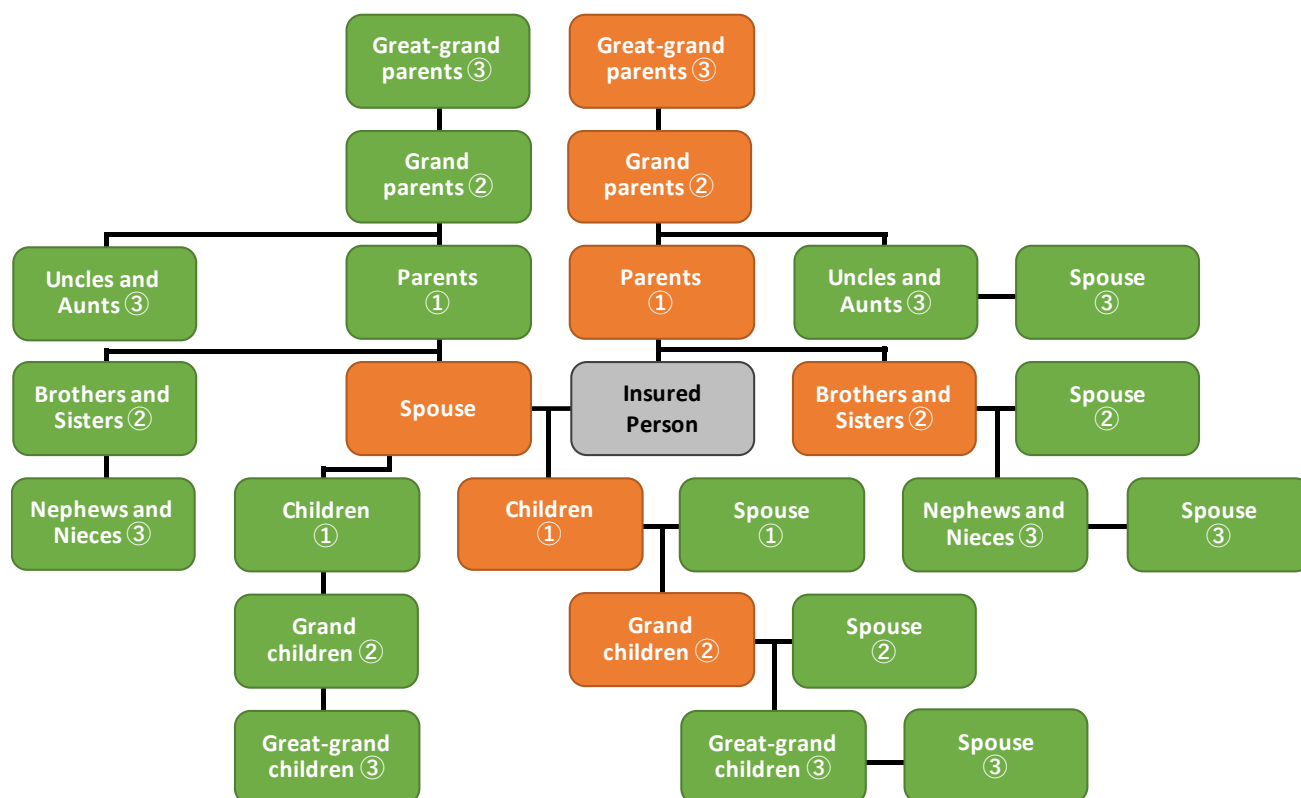 Great-grand
parents ③
Great-grand
parents ③
Grand
parents ②
Grand
parents ②
Uncles and
Aunts ③
Parents
①
Parents
①
Uncles and
Aunts ③
Spouse
③
Brothers and
Sisters ②
Spouse
Insured
Person
Brothers and
Sisters ②
Spouse
②
Nephews and
Nieces ③
Children
①
Children
①
Spouse
①
Nephews and
Nieces ③
Spouse
③
Grand
children ②
Grand
children ②
Spouse
②
Great-grand
children ③
Great-grand
children ③
Spouse
③